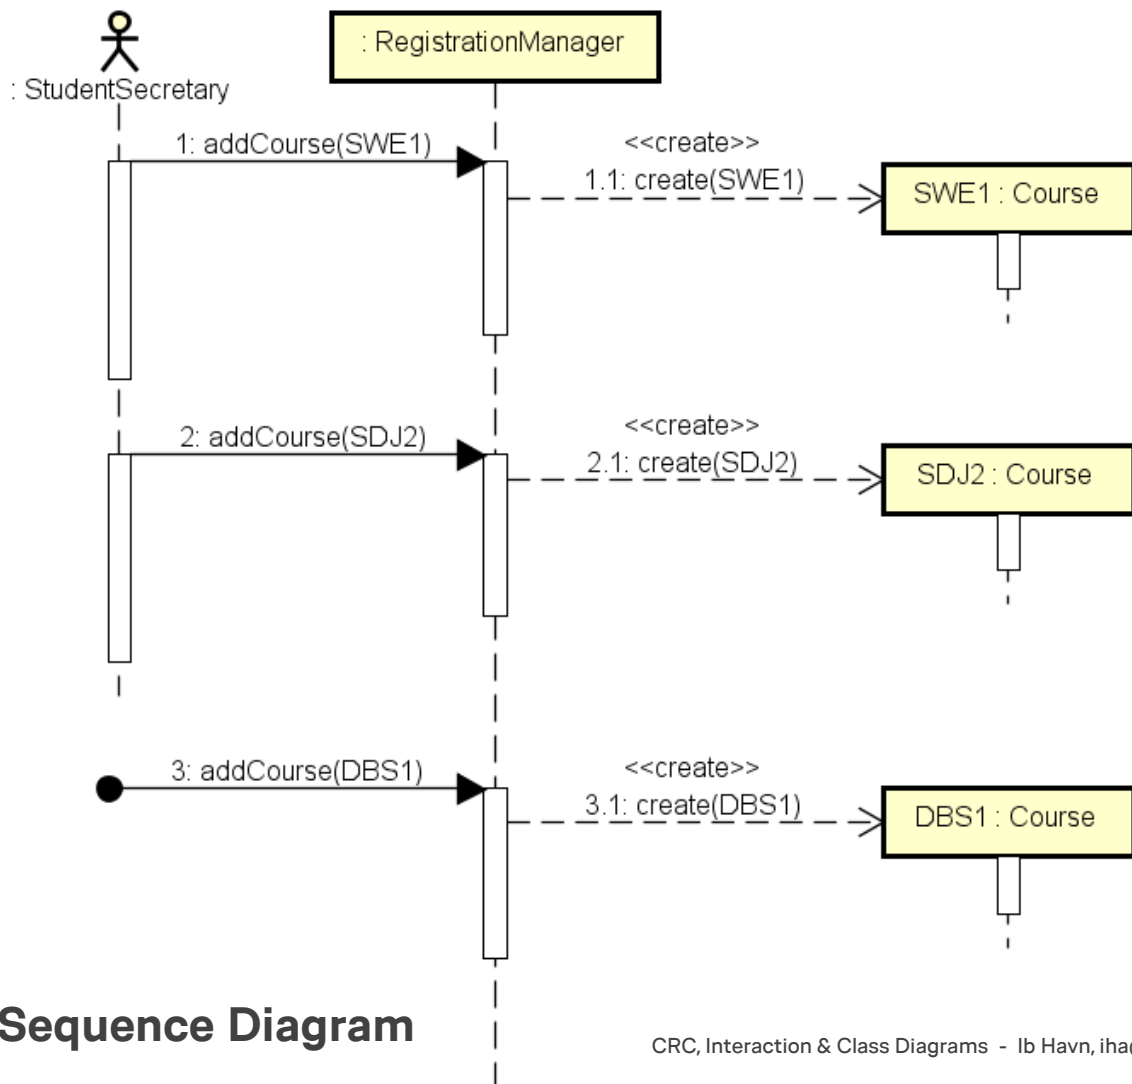 : StudentSecretary
: RegistrationManager
1: addCourse(SWE1)
<<create>>
1.1: create(SWE1)
SWE1 : Course
2: addCourse(SDJ2)
<<create>>
2.1: create(SDJ2)
SDJ2 : Course
3: addCourse(DBS1)
<<create>>
3.1: create(DBS1)
DBS1 : Course
Sequence Diagram
CRC, Interaction & Class Diagrams - Ib Havn,